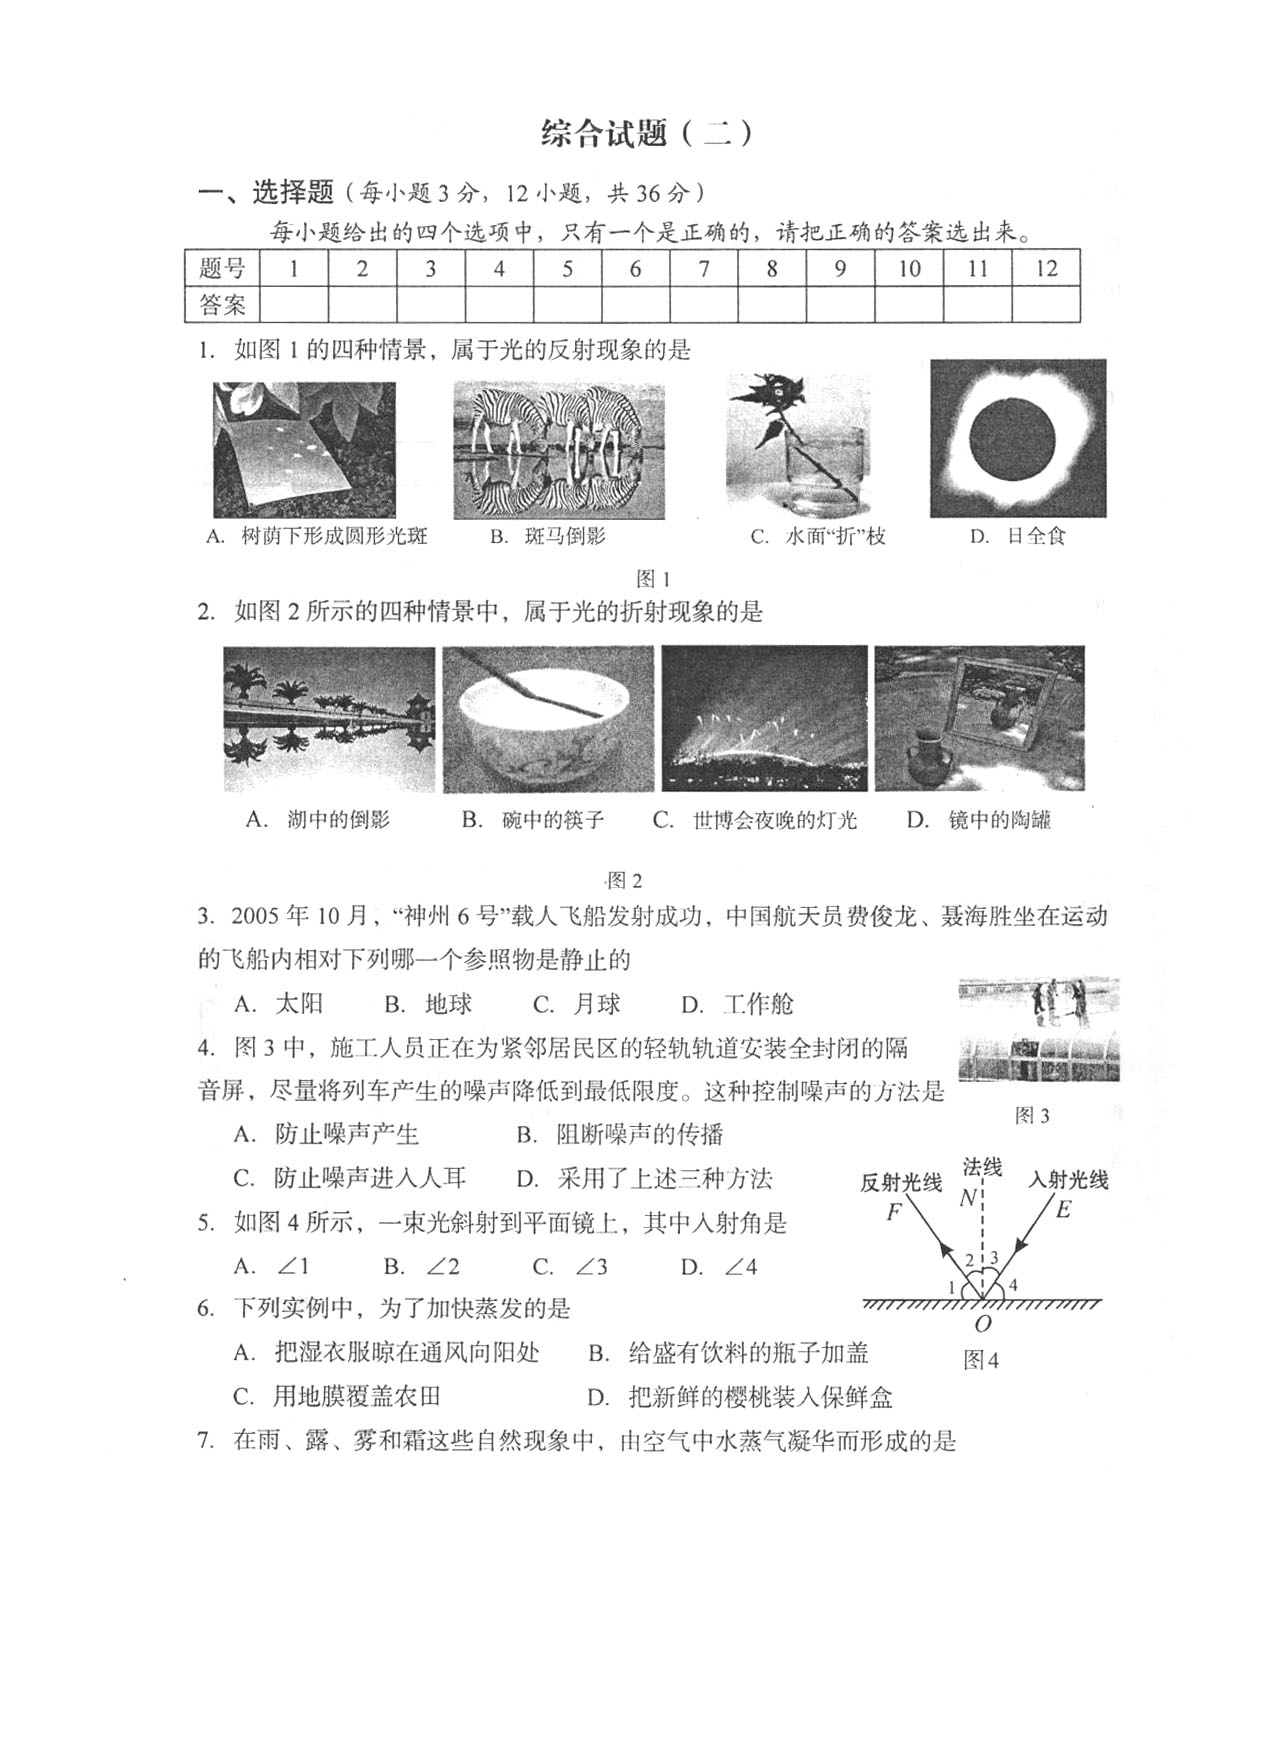 综合试题（二）
一、选择题（每小题3分，12小题，共36分）
每小题给出的四个选项中，只有一个是正确的，请把正确的答案选出来。
题号 1 2 3 4 5 6 7 8 9 10 11 12
答案
1. 如图1的四种情景，属于光的反射现象的是
A. 树荫下形成圆形光斑 B. 斑马倒影 C. 水面“折”枝 D. 日全食
图1
2. 如图2所示的四种情景中，属于光的折射现象的是
A. 湖中的倒影 B. 碗中的筷子 C. 世博会夜晚的灯光 D. 镜中的陶罐
图2
3. 2005年10月，“神州6号”载人飞船发射成功，中国航天员费俊龙、聂海胜坐在运动
的飞船内相对下列哪一个参照物是静止的
A. 太阳 B. 地球 C. 月球 D. 工作舱
4. 图3中，施工人员正在为紧邻居民区的轻轨轨道安装全封闭的隔
音屏，尽量将列车产生的噪声降低到最低限度。这种控制噪声的方法是
图3
A. 防止噪声产生 B. 阻断噪声的传播
C. 防止噪声进入人耳 D. 采用了上述三种方法
反射光线 法线 入射光线
F N E
5. 如图4所示，一束光斜射到平面镜上，其中入射角是
A. ∠1 B. ∠2 C. ∠3 D. ∠4
1 2 3 4
O
图4
6. 下列实例中，为了加快蒸发的是
A. 把湿衣服晾在通风向阳处 B. 给盛有饮料的瓶子加盖
C. 用地膜覆盖农田 D. 把新鲜的樱桃装入保鲜盒
7. 在雨、露、雾和霜这些自然现象中，由空气中水蒸气凝华而形成的是